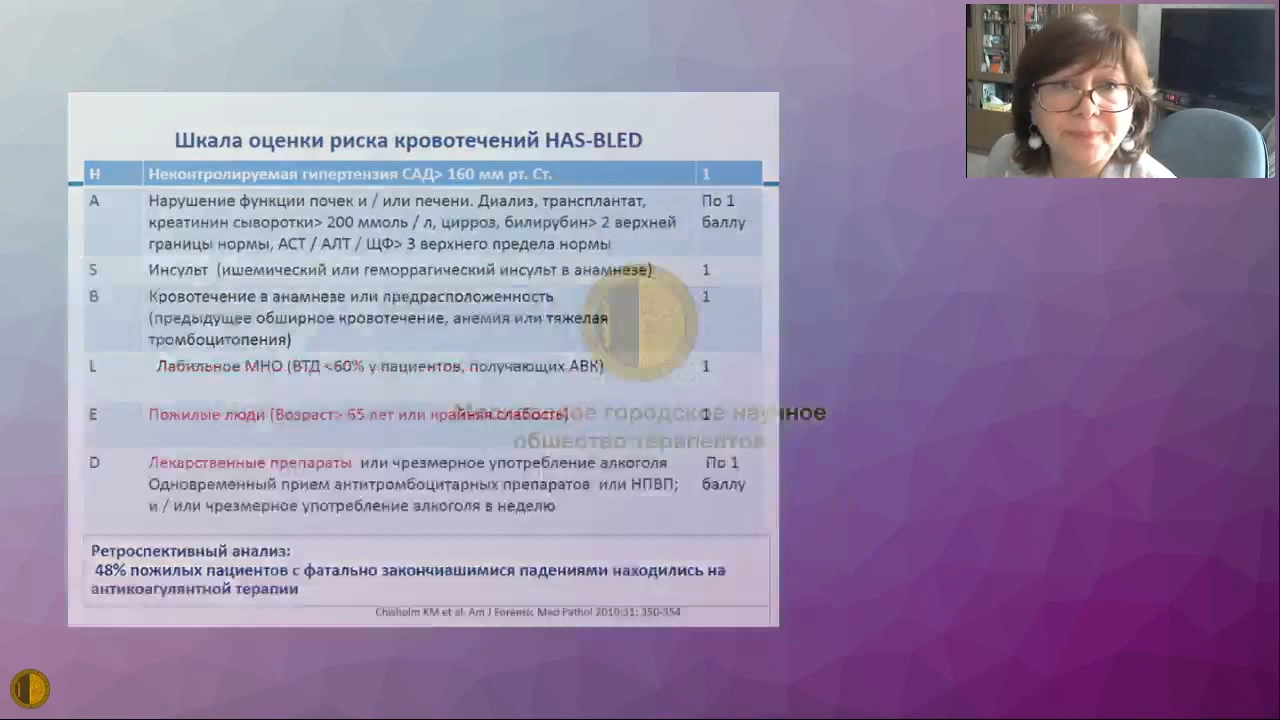 Шкала оценки риска кровотечений HAS-BLED
H Неконтролируемая гипертензия САД> 160 мм рт. Ст. 1
A Нарушение функции почек и / или печени. Диализ, трансплантат, По 1
креатинин сыворотки> 200 ммоль / л, цирроз, билирубин> 2 верхней баллу
границы нормы, АСТ / АЛТ / ЩФ> 3 верхнего предела нормы
S Инсульт (ишемический или геморрагический инсульт в анамнезе) 1
B Кровотечение в анамнезе или предрасположенность 1
(предыдущее обширное кровотечение, анемия или тяжелая
тромбоцитопения)
L Лабильное МНО (ВТД <60% у пациентов, получающих АВК) 1
E Пожилые люди (Возраст> 65 лет или крайняя слабость) 1
городское научное
общество терапевтов
D Лекарственные препараты или чрезмерное употребление алкоголя По 1
Одновременный прием антитромбоцитарных препаратов или НПВП; баллу
и / или чрезмерное употребление алкоголя в неделю
Ретроспективный анализ:
48% пожилых пациентов с фатально закончившимися падениями находились на
антикоагулянтной терапии
Chisholm KM et al. Am J Forensic Med Pathol 2010;31: 350-354